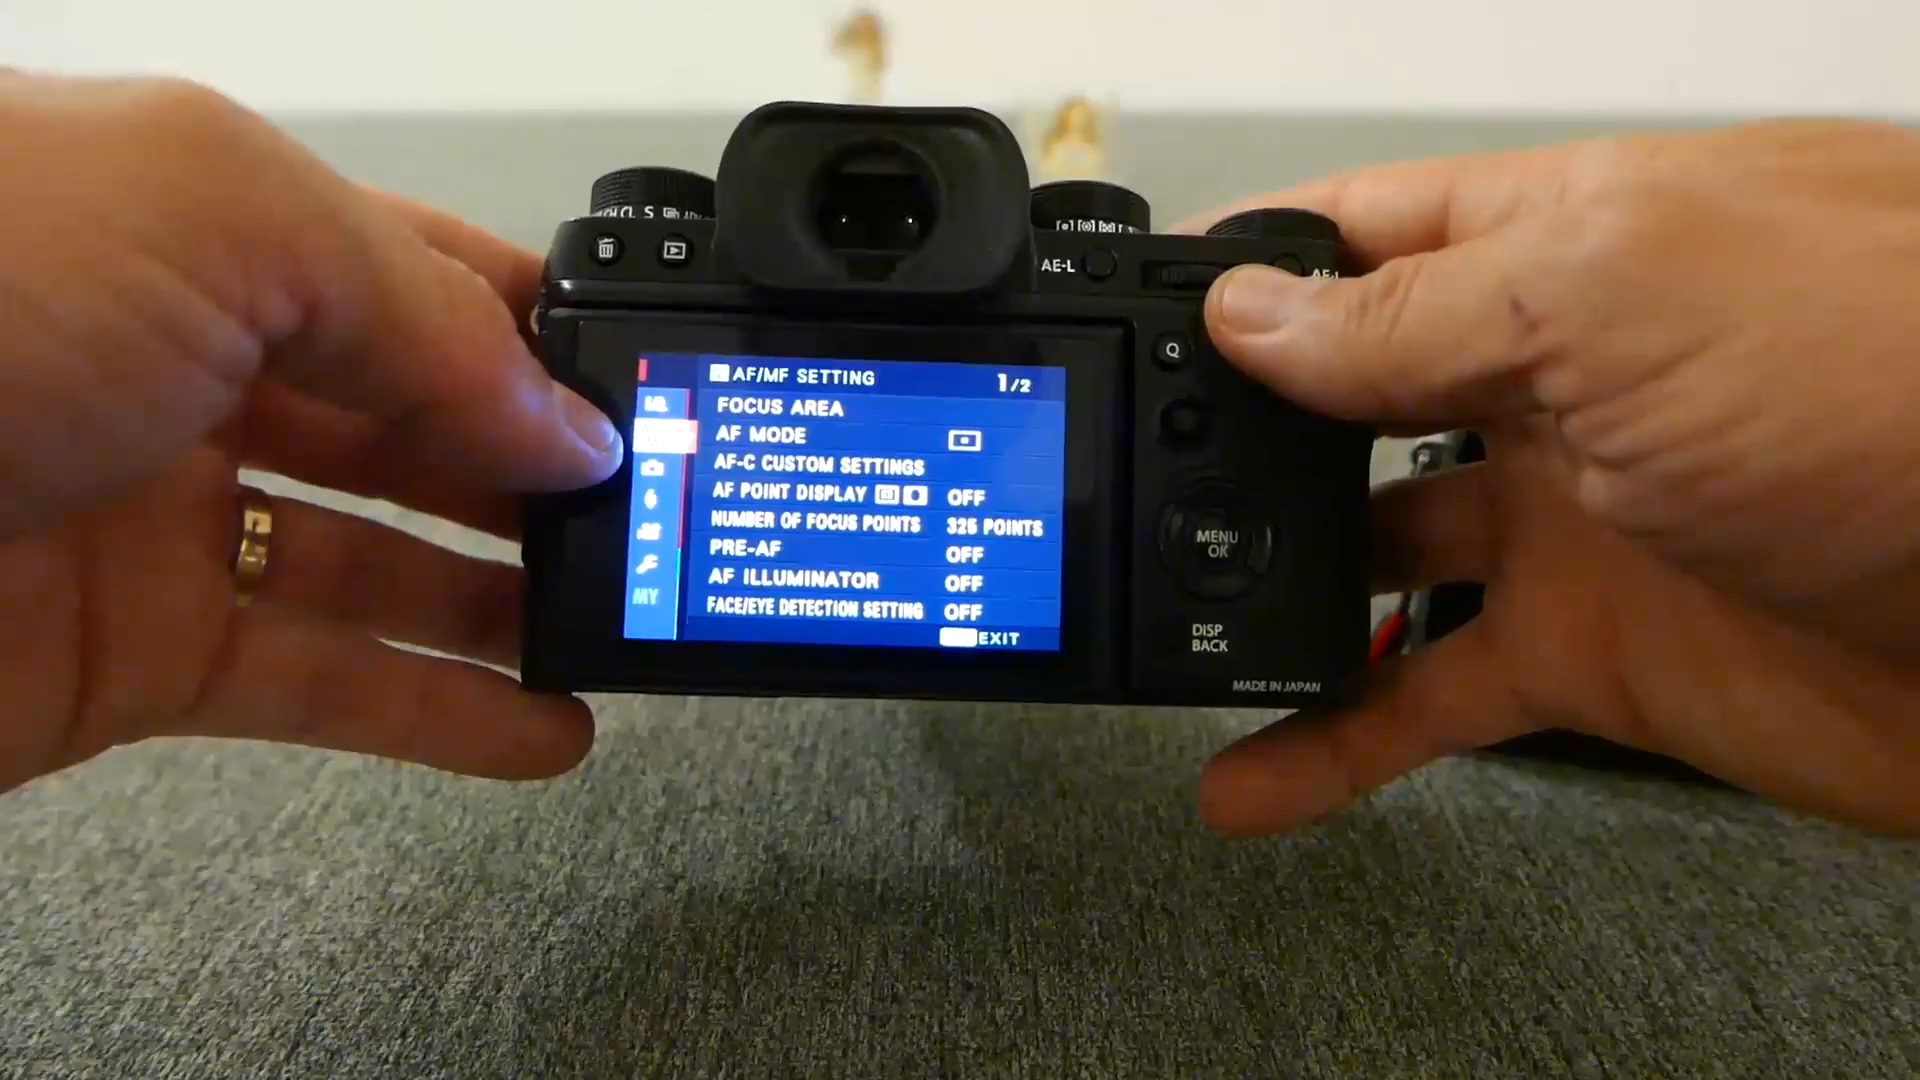 CL S
AE-L
AF-L
Q
AF/MF SETTING 1/2
FOCUS AREA
AF MODE
AF-C CUSTOM SETTINGS
AF POINT DISPLAY OFF
NUMBER OF FOCUS POINTS 325 POINTS
PRE-AF OFF
AF ILLUMINATOR OFF
FACE/EYE DETECTION SETTING OFF
EXIT
MY
MENU
OK
DISP
BACK
MADE IN JAPAN